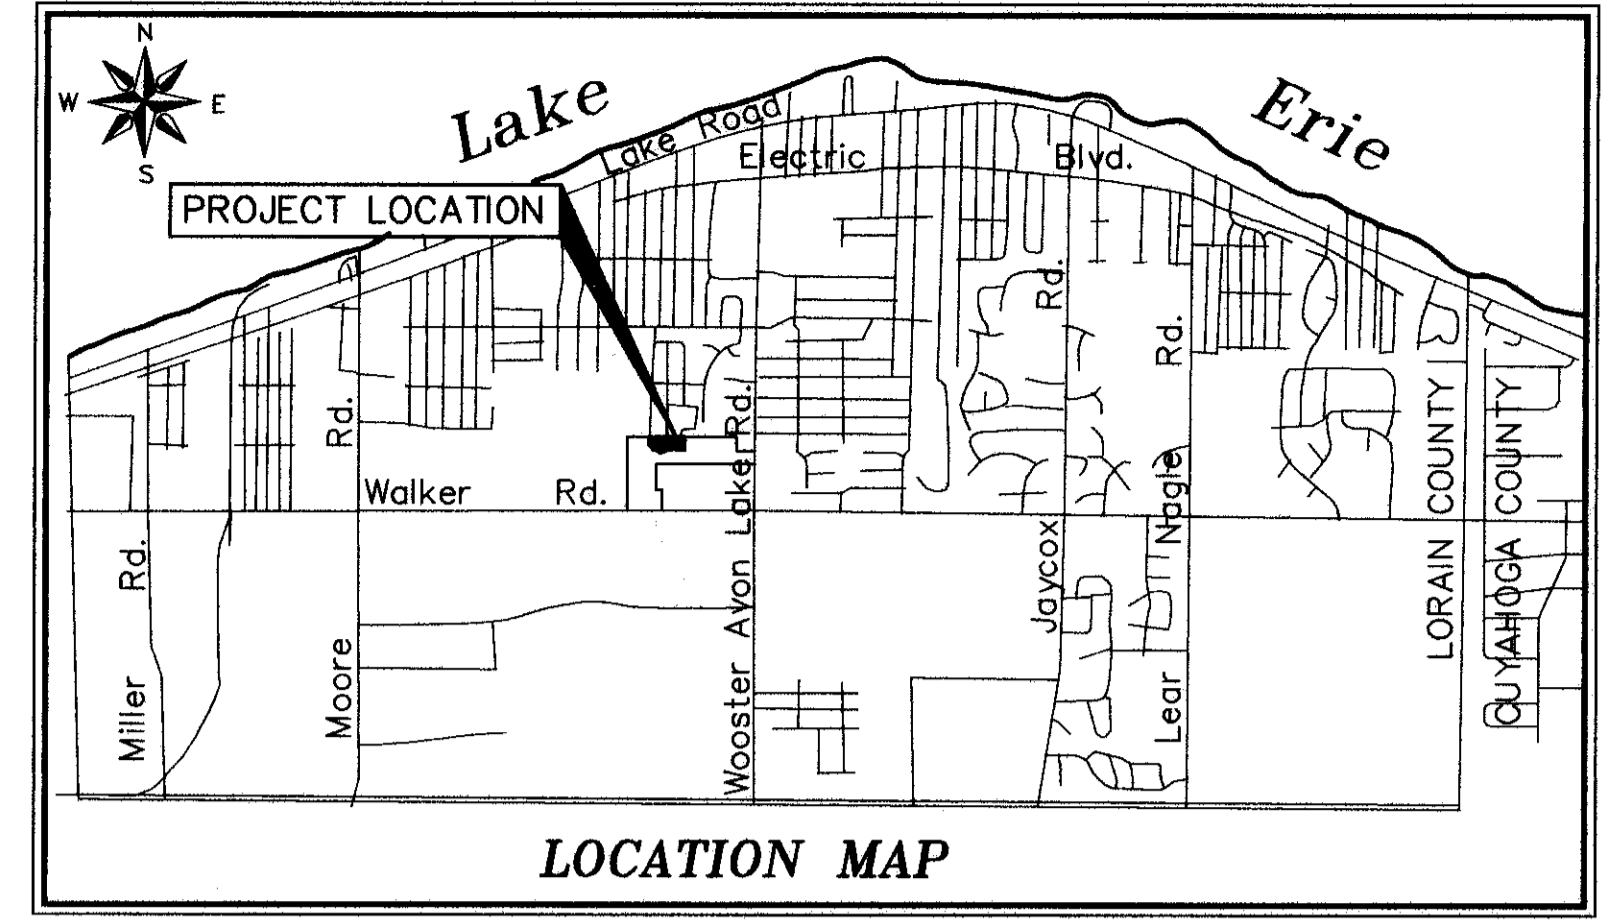 N
W E
S
Lake Erie
Lake Road
Electric Blvd.
PROJECT LOCATION
Walker Rd.
Miller Rd.
Moore Rd.
Wooster Avon Lake Rd.
Jaycox Rd.
Lear Nagle Rd.
LORAIN COUNTY
CUYAHOGA COUNTY
LOCATION MAP